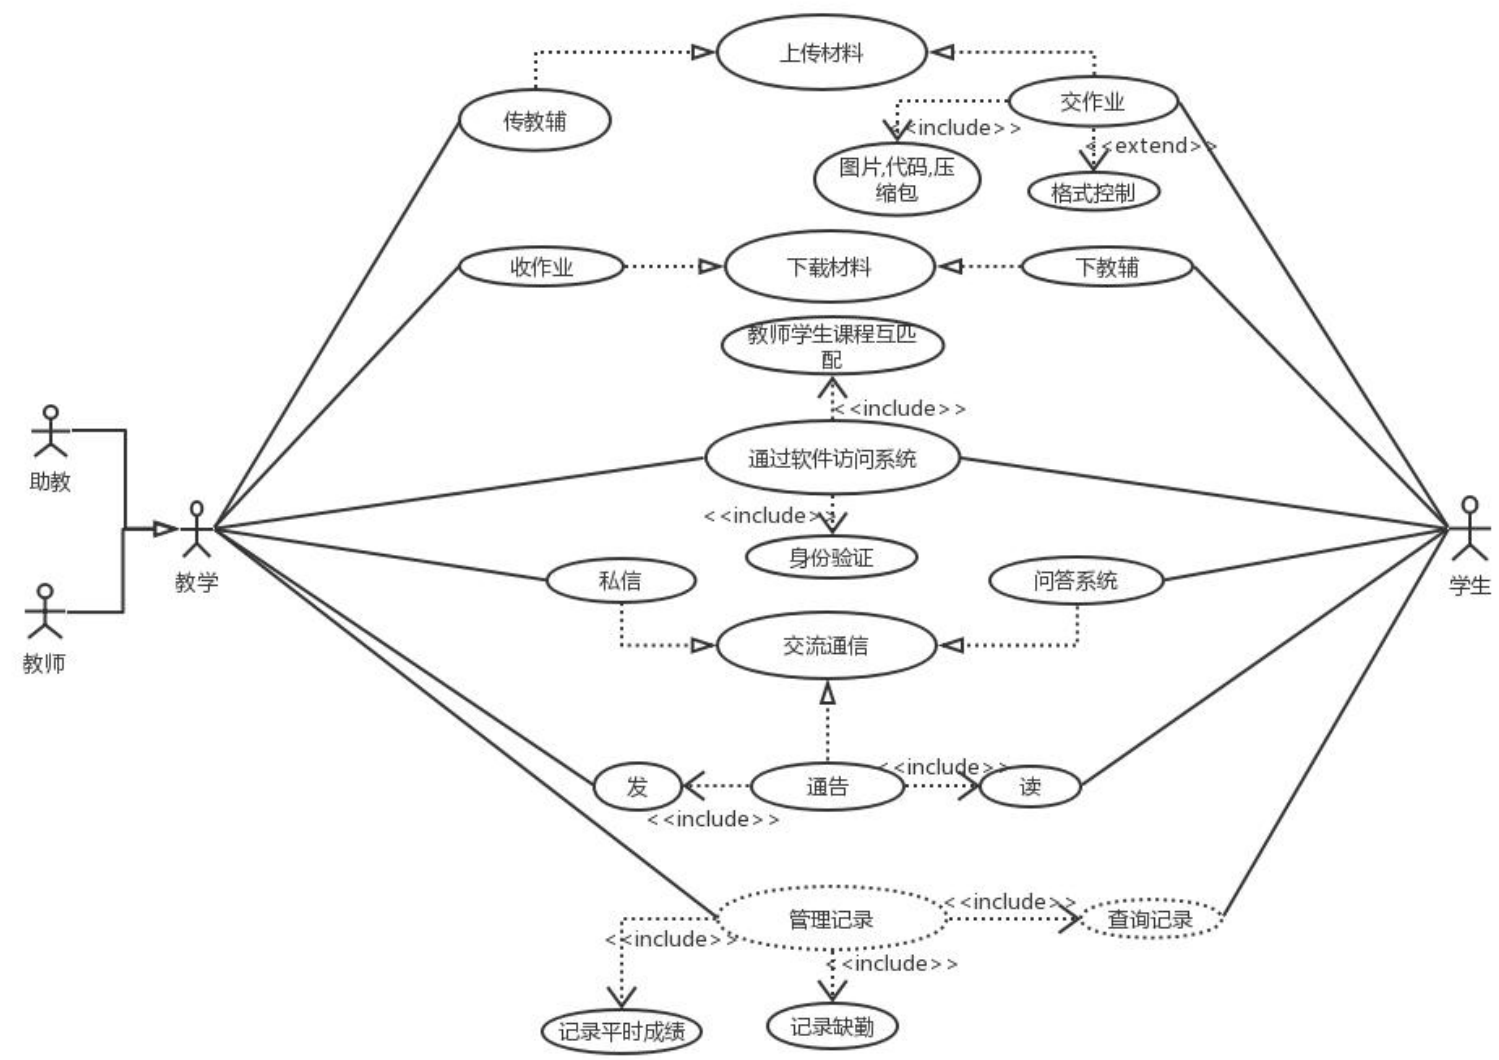 上传材料
传教辅
交作业
<<include>>
<<extend>>
图片,代码,压
缩包
格式控制
收作业
下载材料
下教辅
教师学生课程互匹
配
<<include>>
助教
通过软件访问系统
<<include>>
身份验证
教学
私信
问答系统
学生
交流通信
教师
<<include>>
发
通告
读
<<include>>
<<include>>
管理记录
查询记录
<<include>>
<<include>>
记录平时成绩
记录缺勤